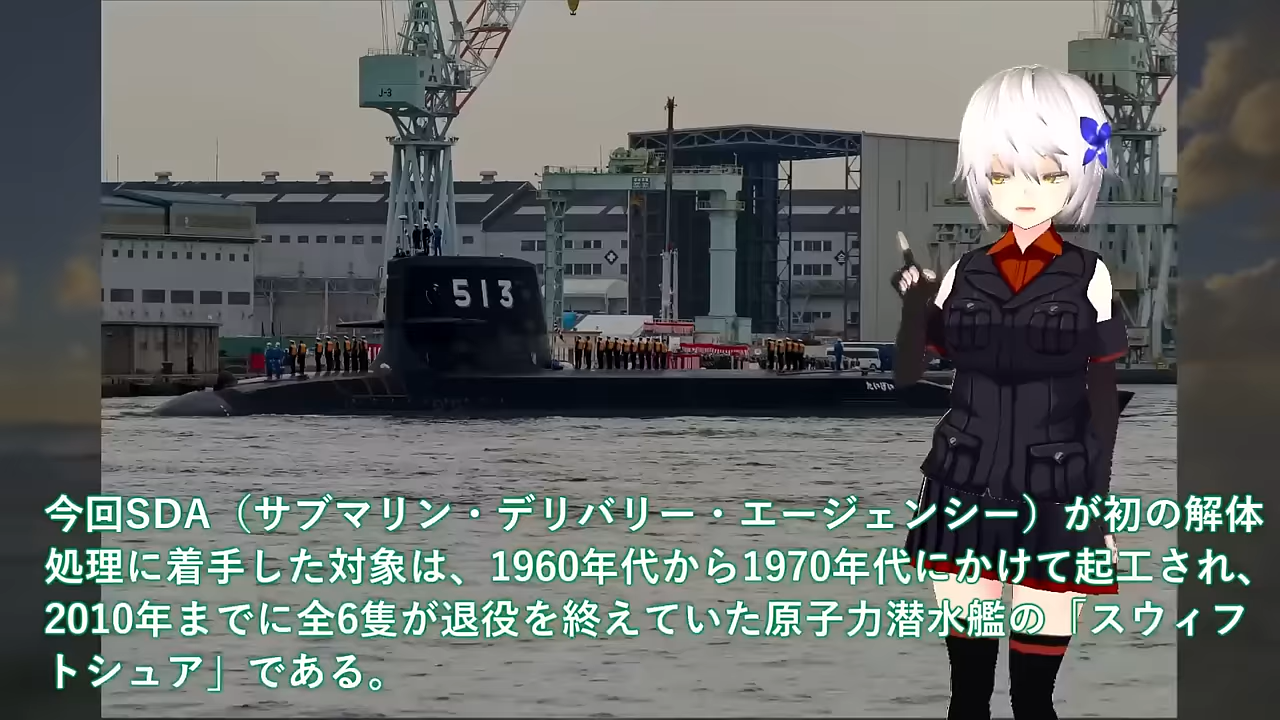 J-3
513
たいげい
今回SDA（サブマリン・デリバリー・エージェンシー）が初の解体
処理に着手した対象は、1960年代から1970年代にかけて起工され、
2010年までに全6隻が退役を終えていた原子力潜水艦の「スウィフ
トシュア」である。